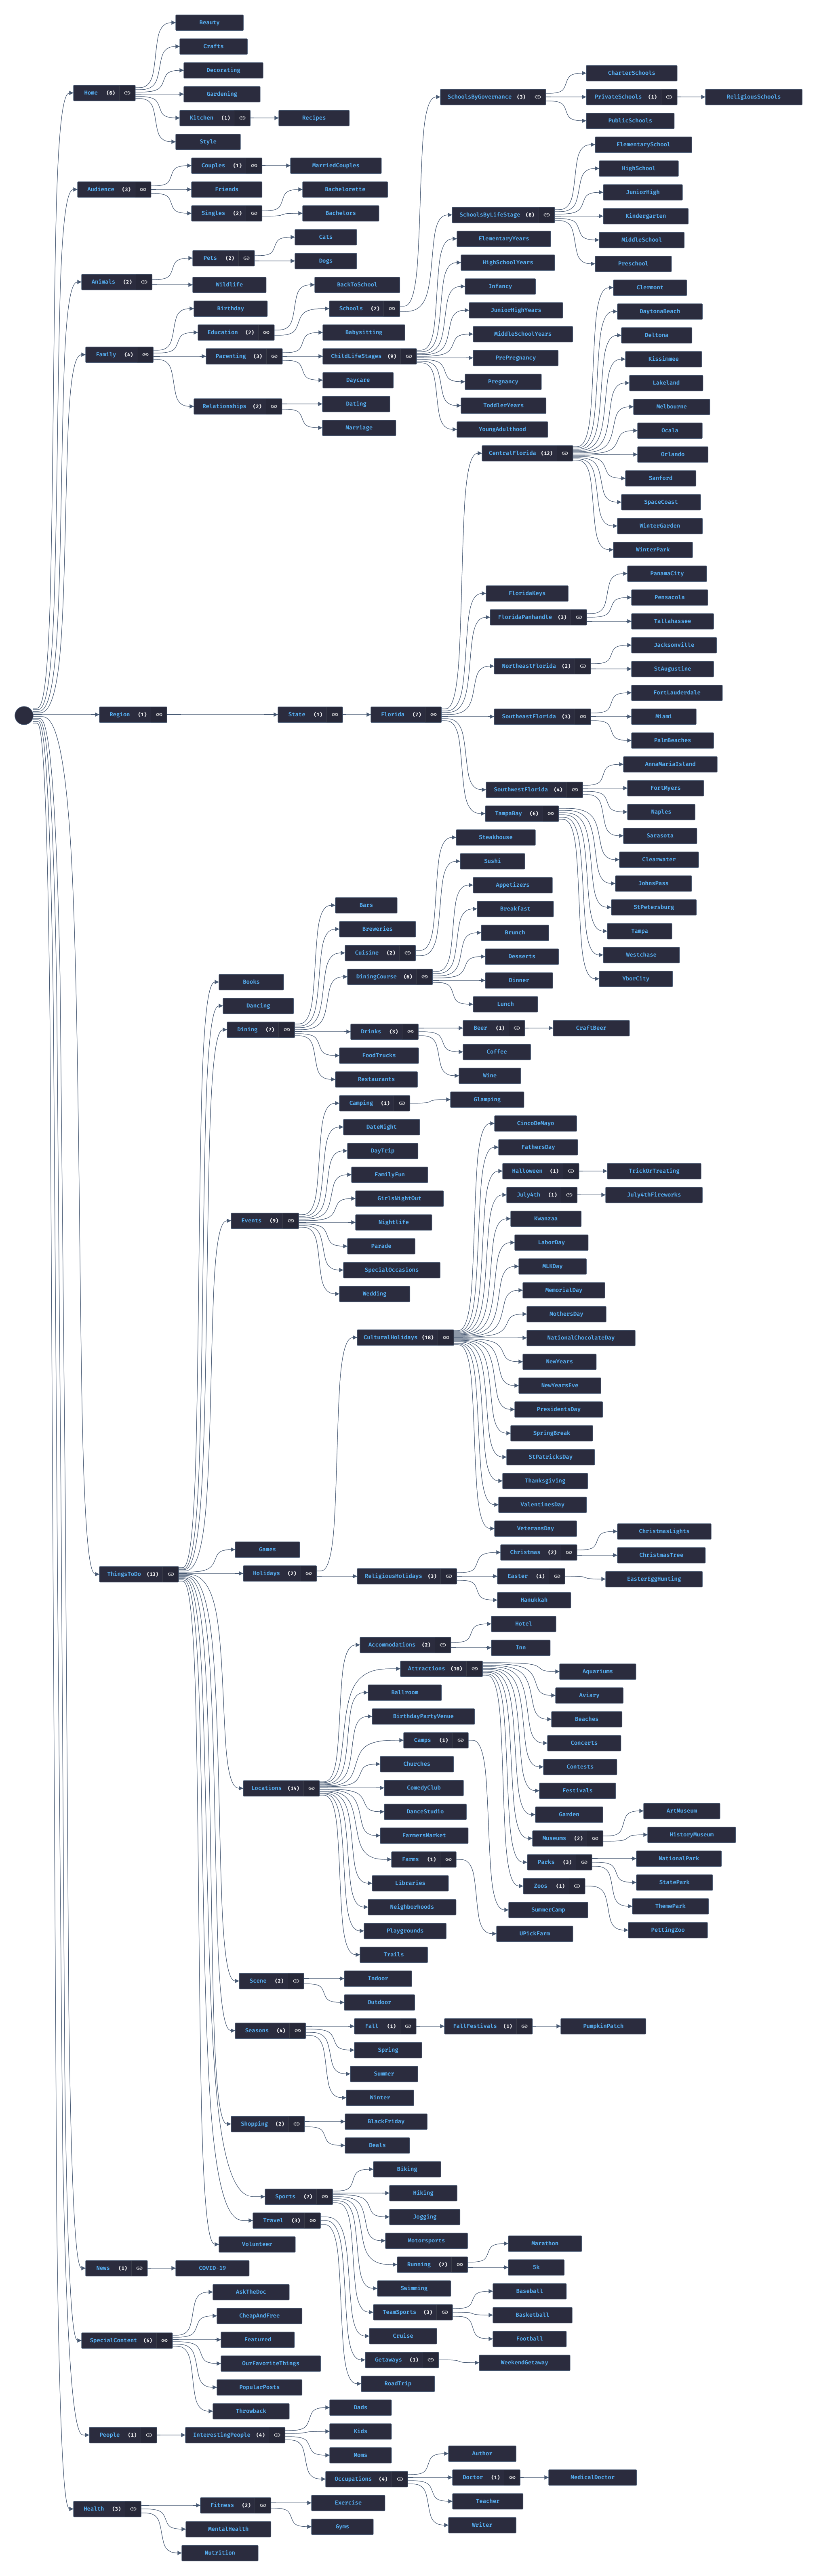 Home (6)
Beauty
Crafts
Decorating
Gardening
Kitchen (1)
Recipes
Style
Audience (3)
Couples (1)
MarriedCouples
Friends
Singles (2)
Bachelorette
Bachelors
Animals (2)
Pets (2)
Cats
Dogs
Wildlife
Family (4)
Birthday
Education (2)
BackToSchool
Schools (2)
SchoolsByGovernance (3)
CharterSchools
PrivateSchools (1)
ReligiousSchools
PublicSchools
SchoolsByLifeStage (6)
ElementarySchool
HighSchool
JuniorHigh
Kindergarten
MiddleSchool
Preschool
Parenting (3)
Babysitting
ChildLifeStages (9)
ElementaryYears
HighSchoolYears
Infancy
JuniorHighYears
MiddleSchoolYears
PrePregnancy
Pregnancy
ToddlerYears
YoungAdulthood
Daycare
Relationships (2)
Dating
Marriage
Region (1)
State (1)
Florida (7)
CentralFlorida (12)
Clermont
DaytonaBeach
Deltona
Kissimmee
Lakeland
Melbourne
Ocala
Orlando
Sanford
SpaceCoast
WinterGarden
WinterPark
FloridaKeys
FloridaPanhandle (3)
PanamaCity
Pensacola
Tallahassee
NortheastFlorida (2)
Jacksonville
StAugustine
SoutheastFlorida (3)
FortLauderdale
Miami
PalmBeaches
SouthwestFlorida (4)
AnnaMariaIsland
FortMyers
Naples
Sarasota
TampaBay (6)
Clearwater
JohnsPass
StPetersburg
Tampa
Westchase
YborCity
ThingsToDo (13)
Books
Dancing
Dining (7)
Bars
Breweries
Cuisine (2)
Steakhouse
Sushi
DiningCourse (6)
Appetizers
Breakfast
Brunch
Desserts
Dinner
Lunch
Drinks (3)
Beer (1)
CraftBeer
Coffee
Wine
FoodTrucks
Restaurants
Events (9)
Camping (1)
Glamping
DateNight
DayTrip
FamilyFun
GirlsNightOut
Nightlife
Parade
SpecialOccasions
Wedding
Games
Holidays (2)
CulturalHolidays (18)
CincoDeMayo
FathersDay
Halloween (1)
TrickOrTreating
July4th (1)
July4thFireworks
Kwanzaa
LaborDay
MLKDay
MemorialDay
MothersDay
NationalChocolateDay
NewYears
NewYearsEve
PresidentsDay
SpringBreak
StPatricksDay
Thanksgiving
ValentinesDay
VeteransDay
ReligiousHolidays (3)
Christmas (2)
ChristmasLights
ChristmasTree
Easter (1)
EasterEggHunting
Hanukkah
Locations (14)
Accommodations (2)
Hotel
Inn
Attractions (10)
Aquariums
Aviary
Beaches
Concerts
Contests
Festivals
Garden
Museums (2)
ArtMuseum
HistoryMuseum
Parks (3)
NationalPark
StatePark
ThemePark
Zoos (1)
PettingZoo
Ballroom
BirthdayPartyVenue
Camps (1)
SummerCamp
Churches
ComedyClub
DanceStudio
FarmersMarket
Farms (1)
UPickFarm
Libraries
Neighborhoods
Playgrounds
Trails
Scene (2)
Indoor
Outdoor
Seasons (4)
Fall (1)
FallFestivals (1)
PumpkinPatch
Spring
Summer
Winter
Shopping (2)
BlackFriday
Deals
Sports (7)
Biking
Hiking
Jogging
Motorsports
Running (2)
Marathon
5k
Swimming
TeamSports (3)
Baseball
Basketball
Football
Travel (3)
Cruise
Getaways (1)
WeekendGetaway
RoadTrip
Volunteer
News (1)
COVID-19
SpecialContent (6)
AskTheDoc
CheapAndFree
Featured
OurFavoriteThings
PopularPosts
Throwback
People (1)
InterestingPeople (4)
Dads
Kids
Moms
Occupations (4)
Author
Doctor (1)
MedicalDoctor
Teacher
Writer
Health (3)
Fitness (2)
Exercise
Gyms
MentalHealth
Nutrition